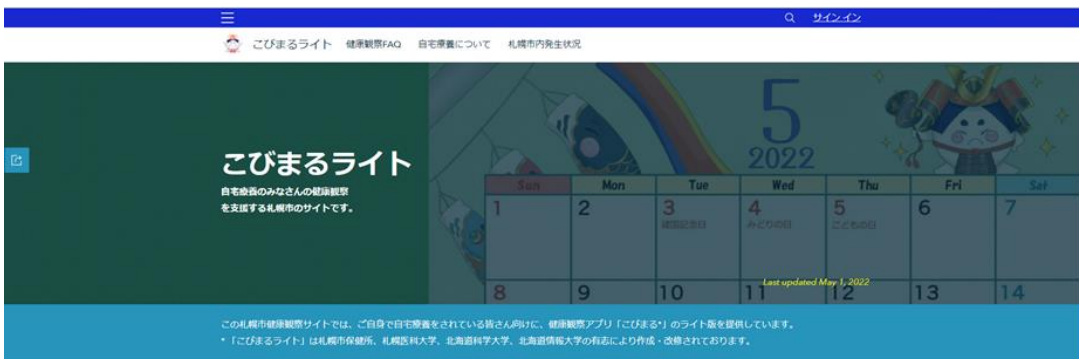 サインイン
こびまるライト 健康観察FAQ 自宅療養について 札幌市内発生状況
こびまるライト
自宅療養のみなさんの健康観察
を支援する札幌市のサイトです。
5
2022
Sun Mon Tue Wed Thu Fri Sat
1 2 3 4 5 6 7
みどりの日 こどもの日
Last updated May 1, 2022
8 9 10 11 12 13 14
この札幌市健康観察サイトでは、ご自身で自宅療養をされている皆さん向けに、健康観察アプリ「こびまる*」のライト版を提供しています。
*「こびまるライト」は札幌市保健所、札幌医科大学、北海道科学大学、北海道情報大学の有志により作成・改修されております。